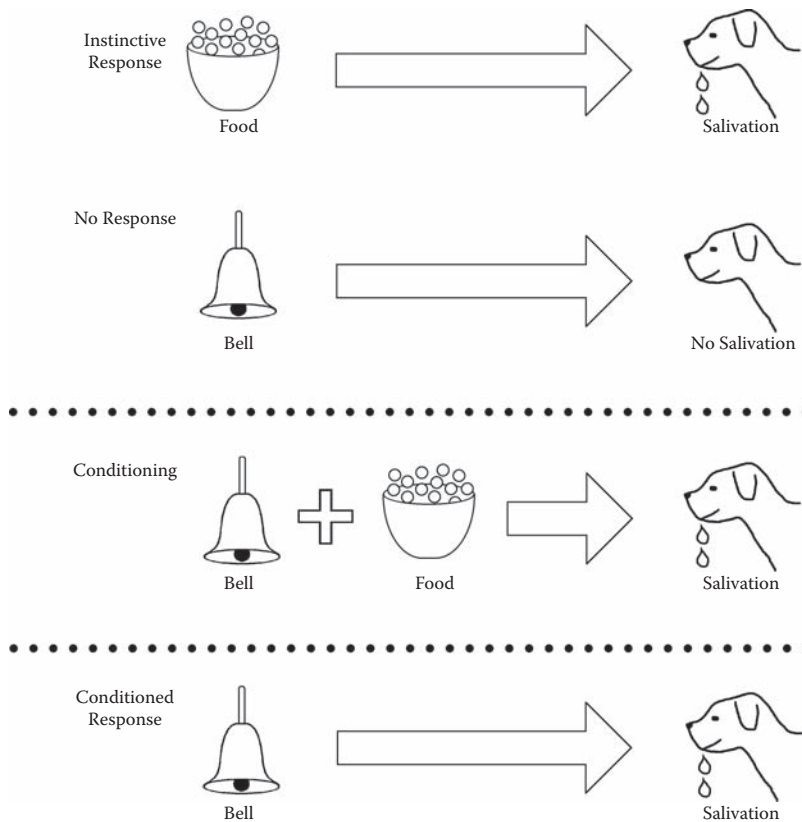 Instinctive
Response
Food
Salivation
No Response
Bell
No Salivation
Conditioning
Bell
Food
Salivation
Conditioned
Response
Bell
Salivation